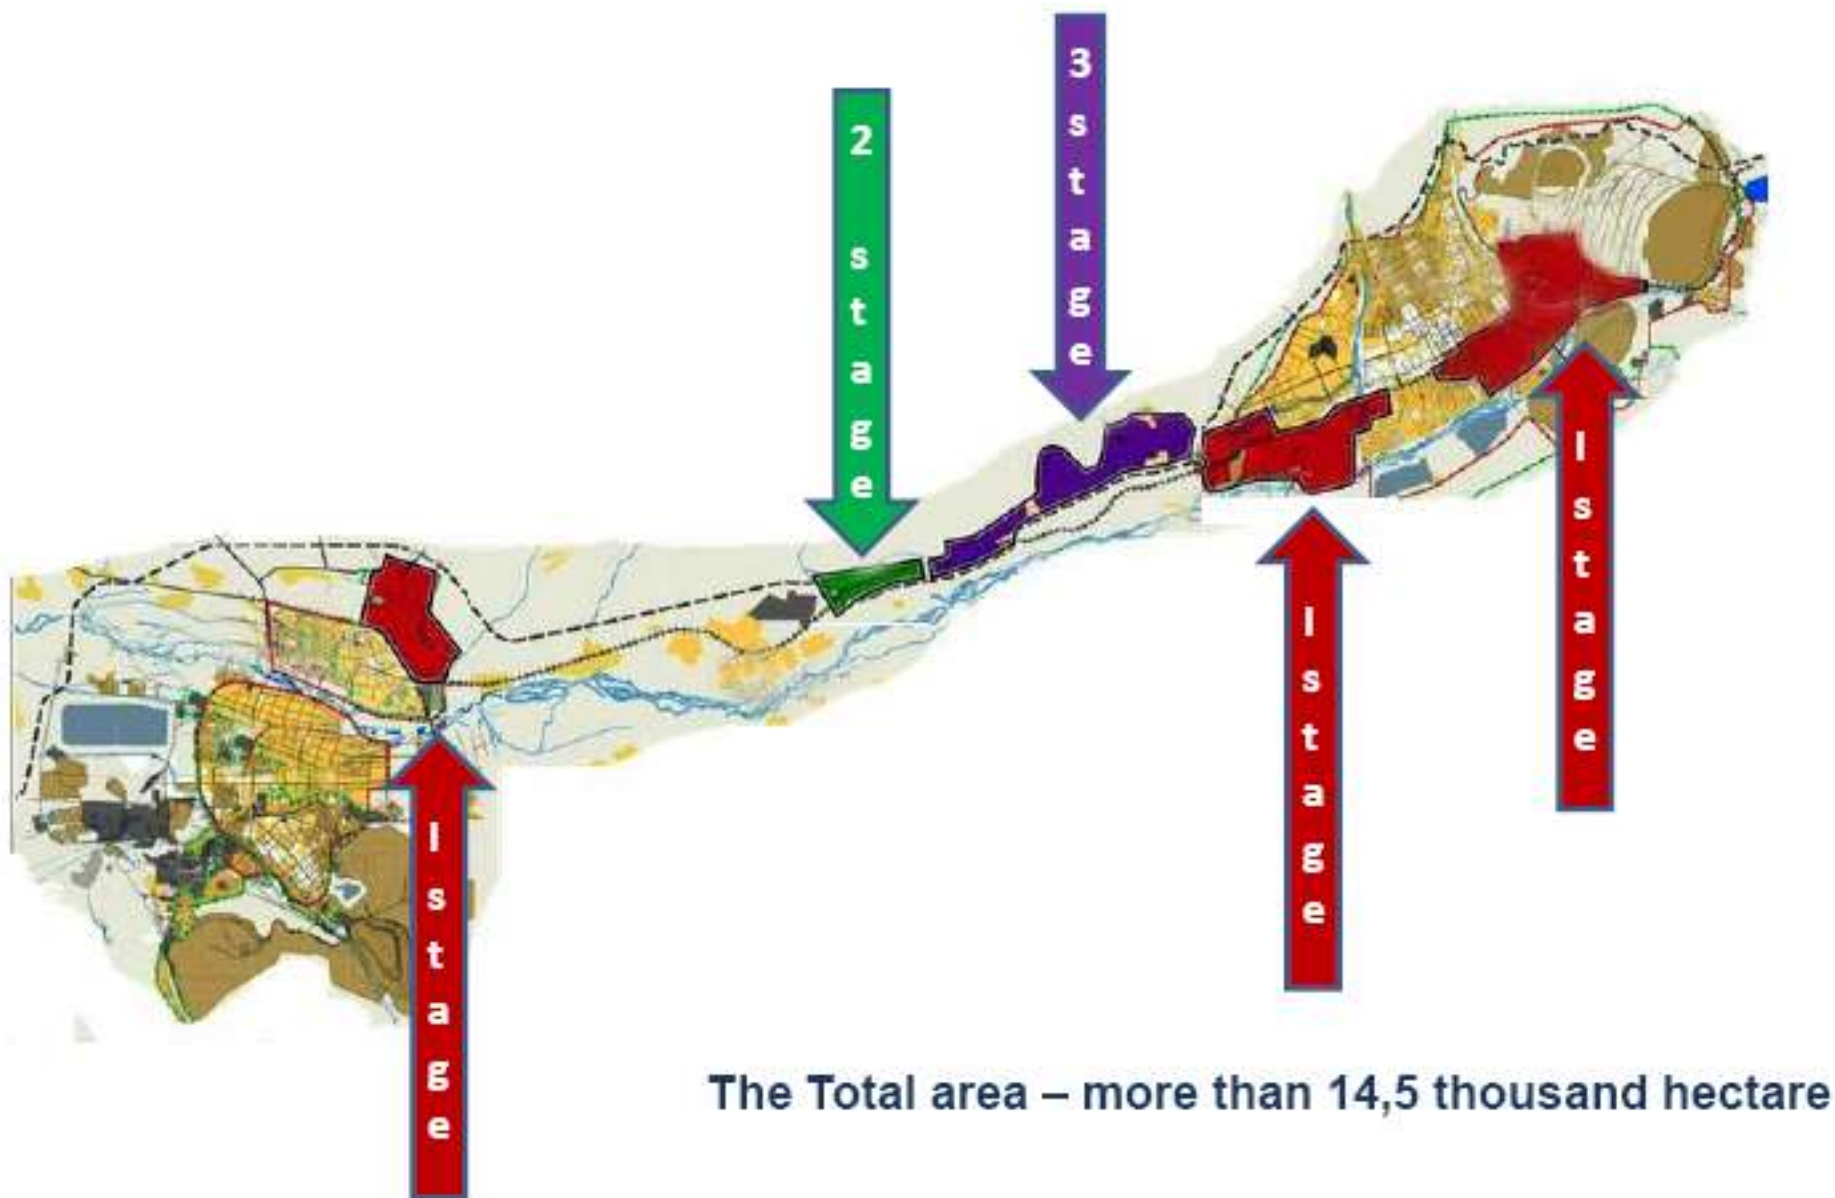 3 stage
2 stage
I stage
I stage
I stage
The Total area – more than 14,5 thousand hectare